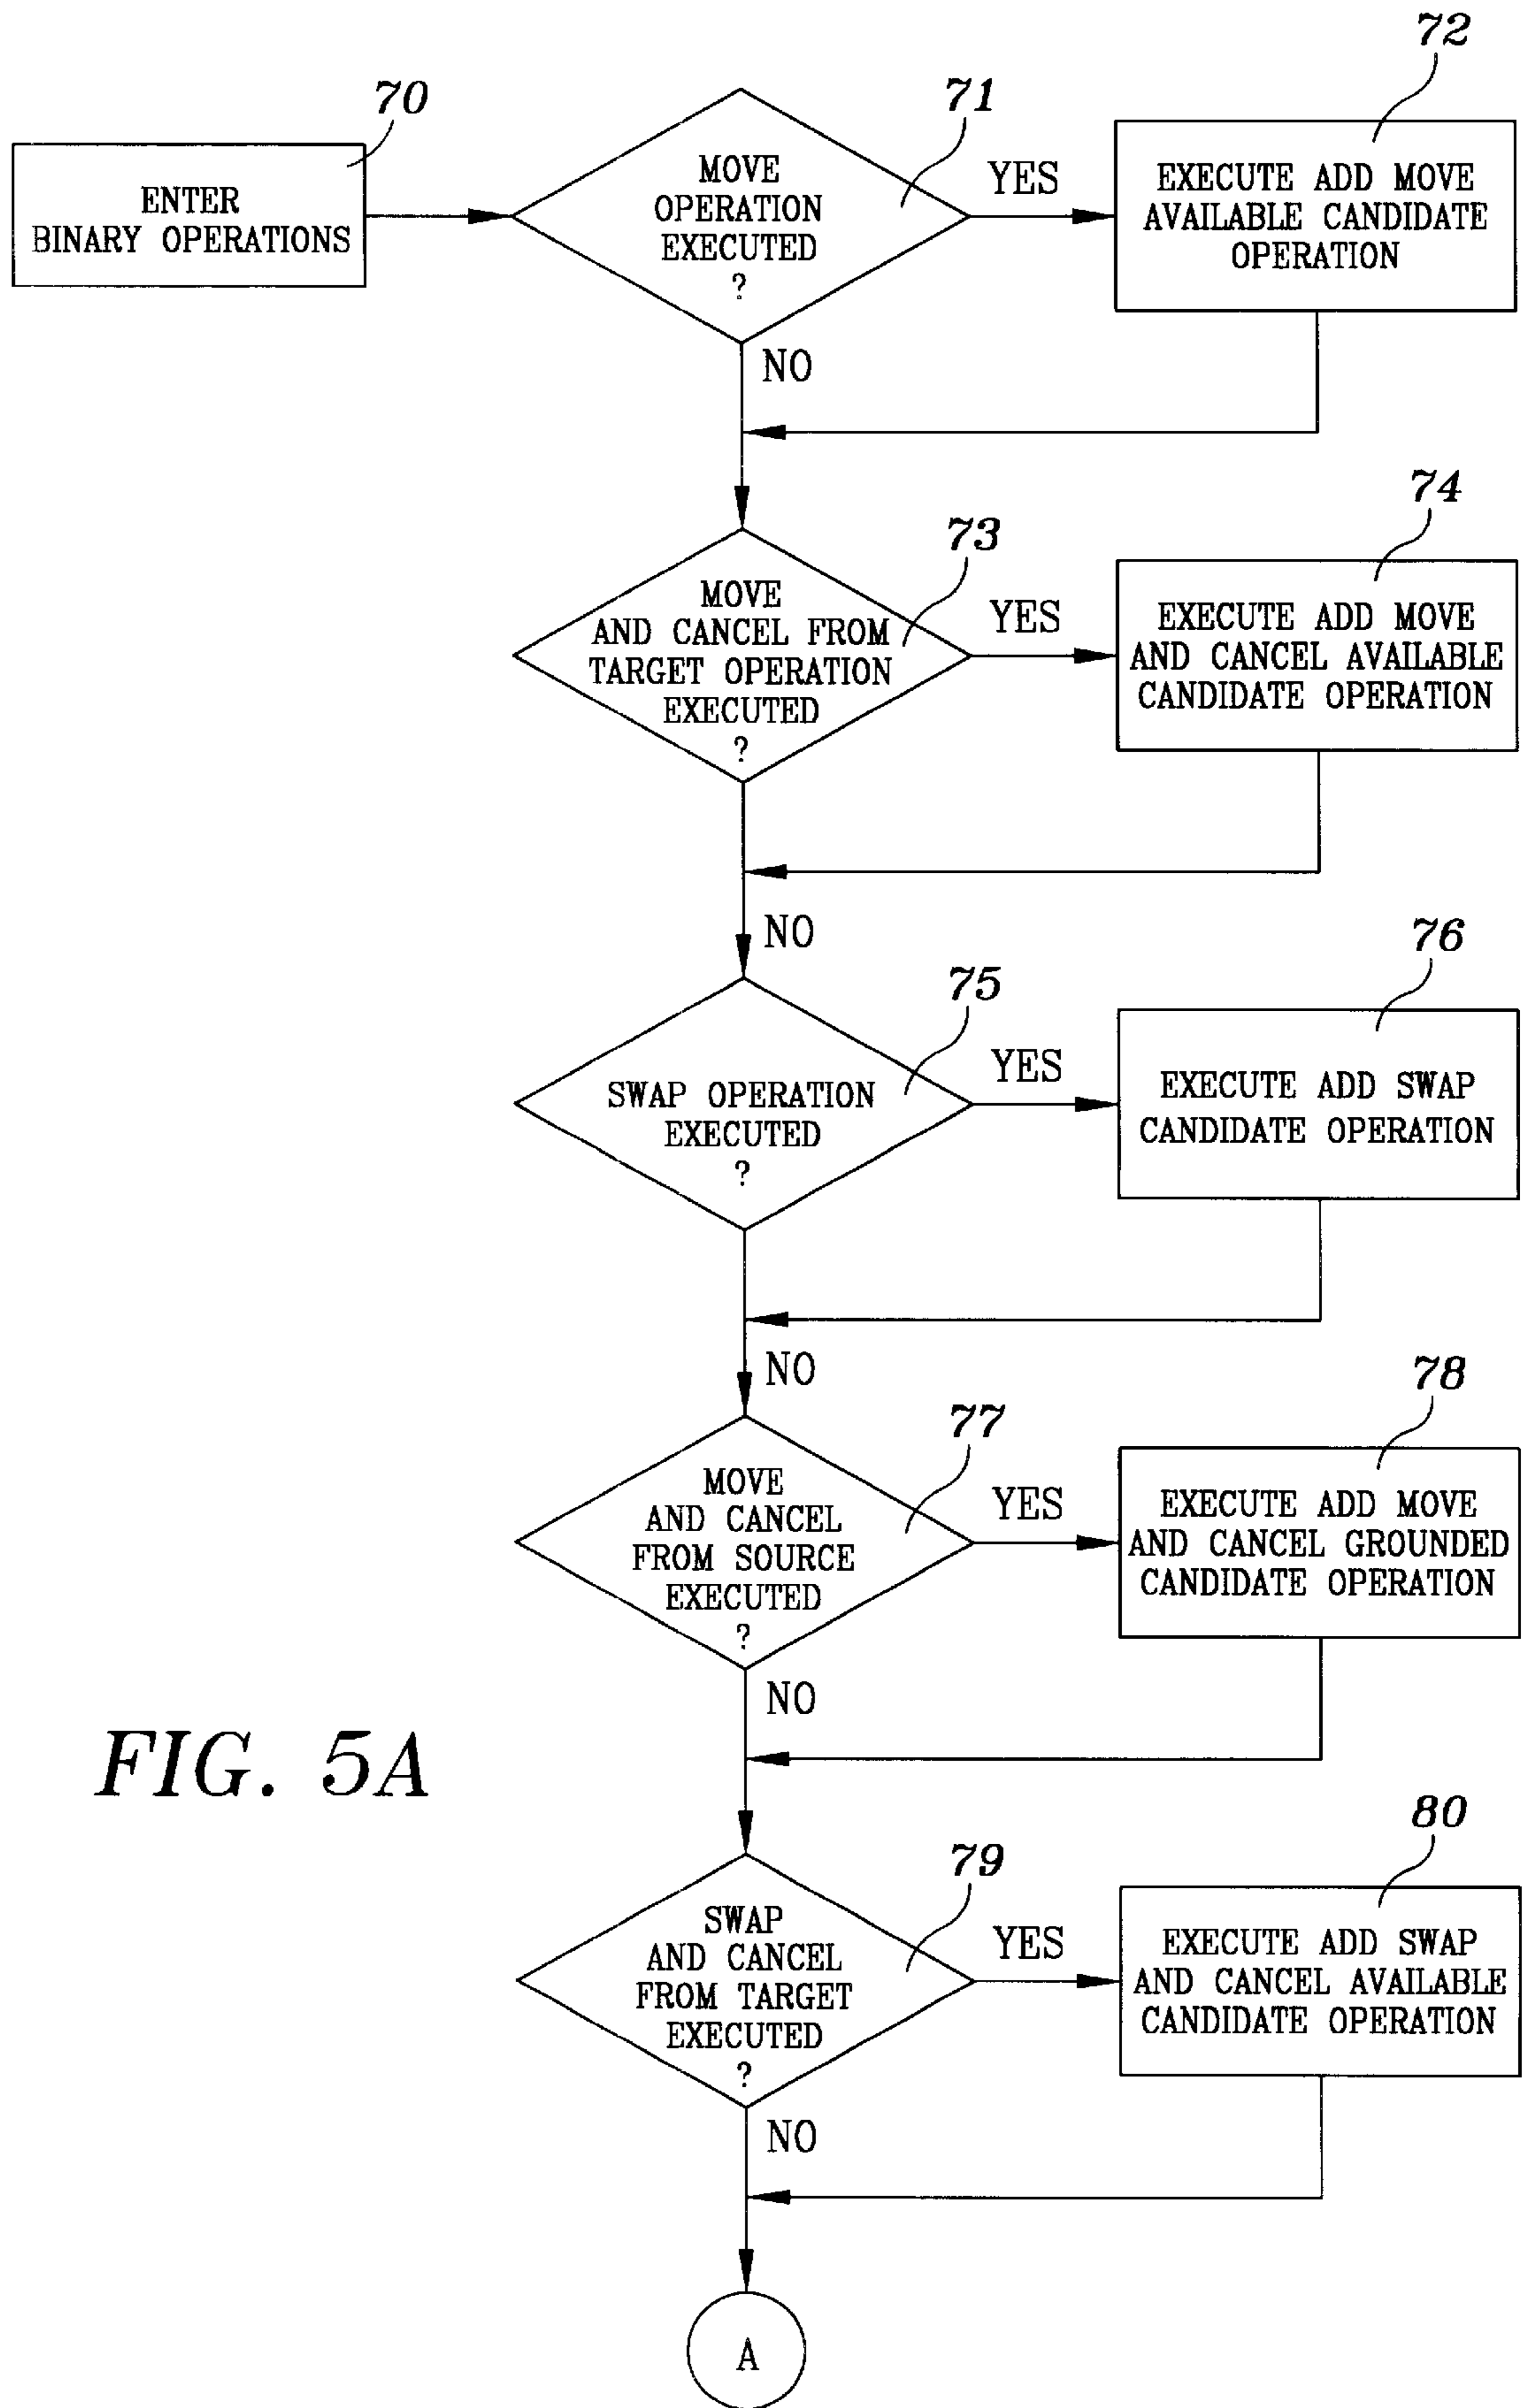 70
ENTER
BINARY OPERATIONS
71
MOVE
OPERATION
EXECUTED
?
YES
72
EXECUTE ADD MOVE
AVAILABLE CANDIDATE
OPERATION
NO
73
MOVE
AND CANCEL FROM
TARGET OPERATION
EXECUTED
?
YES
74
EXECUTE ADD MOVE
AND CANCEL AVAILABLE
CANDIDATE OPERATION
NO
75
SWAP OPERATION
EXECUTED
?
YES
76
EXECUTE ADD SWAP
CANDIDATE OPERATION
NO
77
MOVE
AND CANCEL
FROM SOURCE
EXECUTED
?
YES
78
EXECUTE ADD MOVE
AND CANCEL GROUNDED
CANDIDATE OPERATION
NO
FIG. 5A
79
SWAP
AND CANCEL
FROM TARGET
EXECUTED
?
YES
80
EXECUTE ADD SWAP
AND CANCEL AVAILABLE
CANDIDATE OPERATION
NO
A